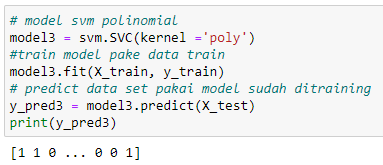 # model svm polinomial
model3 = svm.SVC(kernel ='poly')
#train model pake data train
model3.fit(X_train, y_train)
# predict data set pakai model sudah ditraining
y_pred3 = model3.predict(X_test)
print(y_pred3)
[1 1 0 ... 0 0 1]